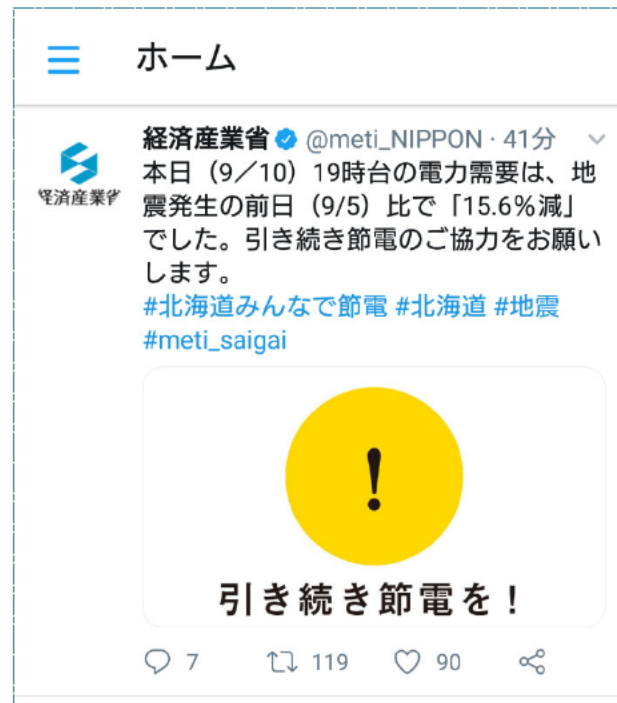 ホーム
経済産業省 @meti_NIPPON · 41分
経済産業省
本日（9／10）19時台の電力需要は、地
震発生の前日（9/5）比で「15.6％減」
でした。引き続き節電のご協力をお願い
します。
#北海道みんなで節電 #北海道 #地震
#meti_saigai
!
引き続き節電を！
7 119 90